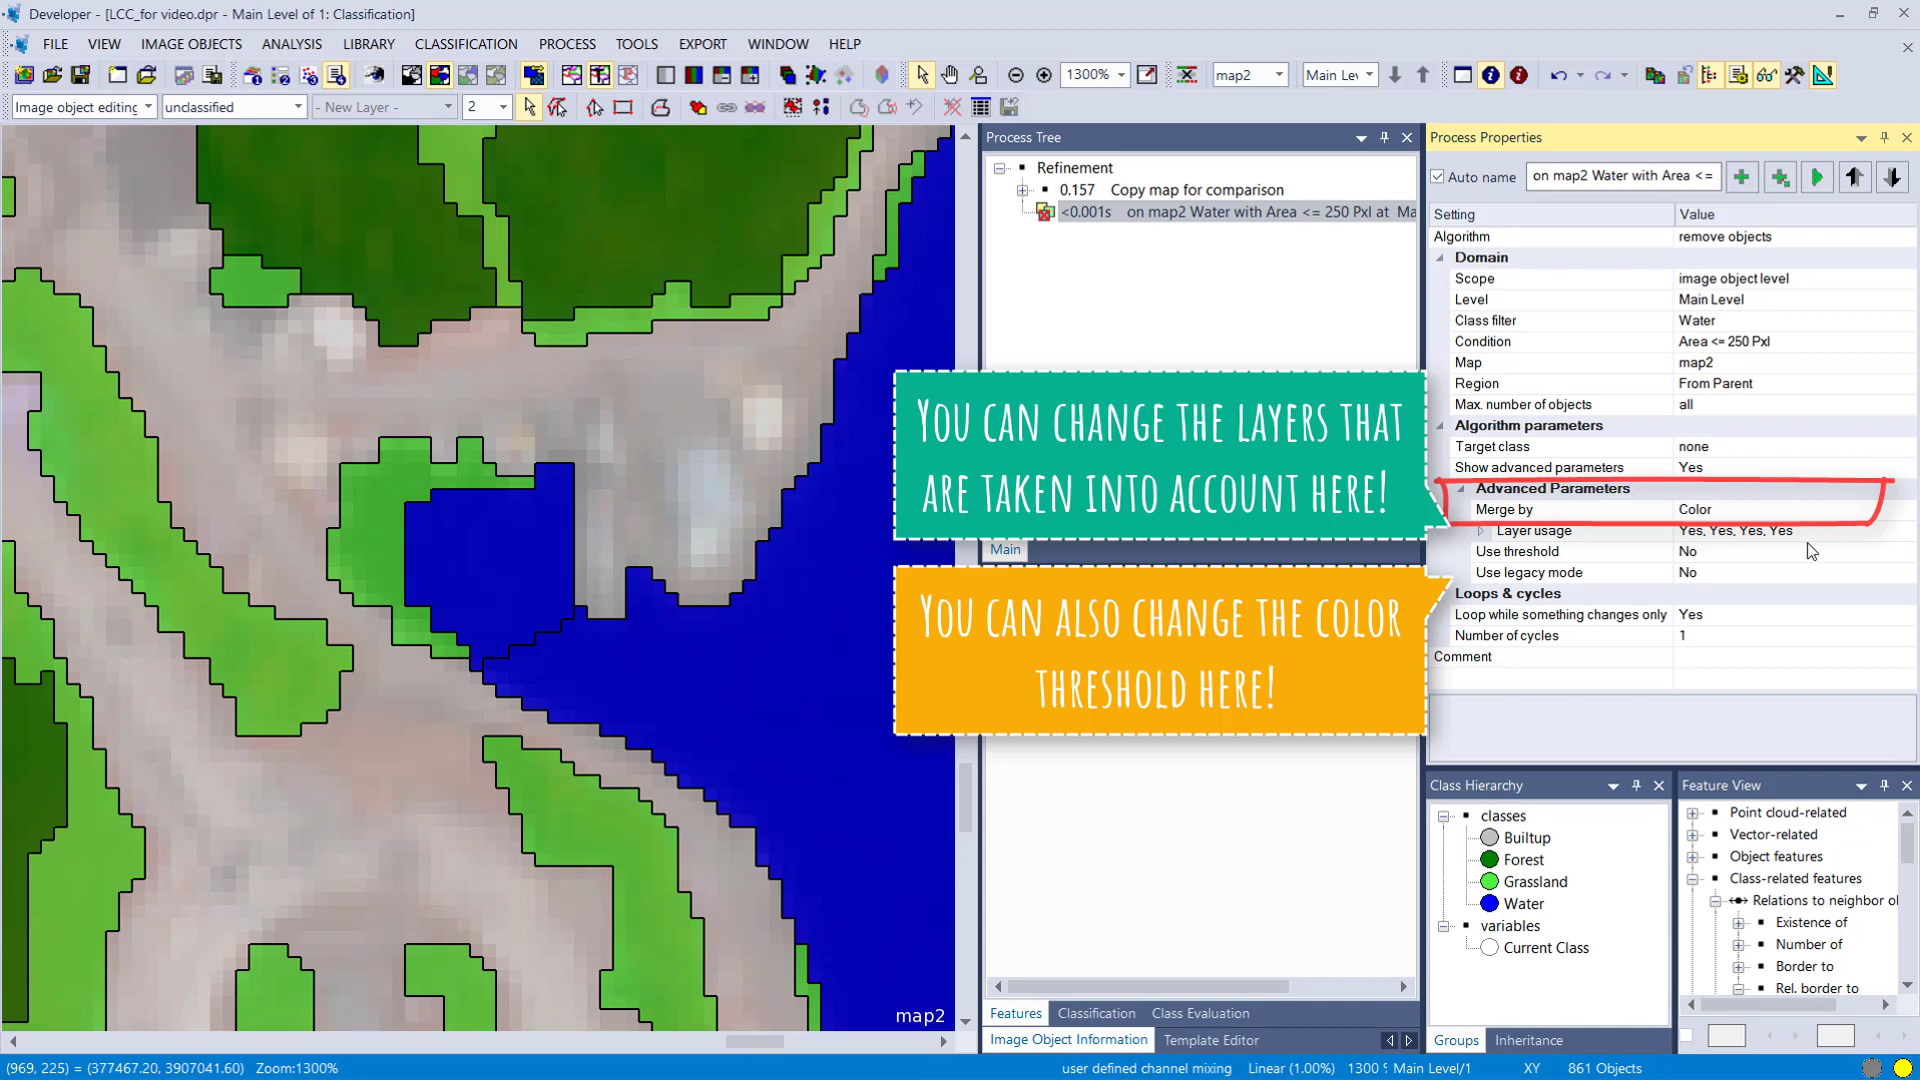 Developer - [LCC_for video.dpr - Main Level of 1: Classification]
FILE VIEW IMAGE OBJECTS ANALYSIS LIBRARY CLASSIFICATION PROCESS TOOLS EXPORT WINDOW HELP
1300% map2 Main Le
Image object editing unclassified - New Layer - 2
Process Tree
Refinement
0.157 Copy map for comparison
<0.001s on map2 Water with Area <= 250 Pxl at Ma
YOU CAN CHANGE THE LAYERS THAT
ARE TAKEN INTO ACCOUNT HERE!
Main
YOU CAN ALSO CHANGE THE COLOR
THRESHOLD HERE!
Features Classification Class Evaluation
Image Object Information Template Editor
map2
Process Properties
Auto name on map2 Water with Area <=
Setting Value
Algorithm remove objects
Domain
Scope image object level
Level Main Level
Class filter Water
Condition Area <= 250 Pxl
Map map2
Region From Parent
Max. number of objects all
Algorithm parameters
Target class none
Show advanced parameters Yes
Advanced Parameters
Merge by Color
Layer usage Yes, Yes, Yes, Yes
Use threshold No
Use legacy mode No
Loops & cycles
Loop while something changes only Yes
Number of cycles 1
Comment
Class Hierarchy
classes
Builtup
Forest
Grassland
Water
variables
Current Class
Groups Inheritance
Feature View
Point cloud-related
Vector-related
Object features
Class-related features
Relations to neighbor ol
Existence of
Number of
Border to
Rel. border to
(969, 225) = (377467.20, 3907041.60) Zoom:1300%
user defined channel mixing Linear (1.00%) 1300 % Main Level/1 XY 861 Objects